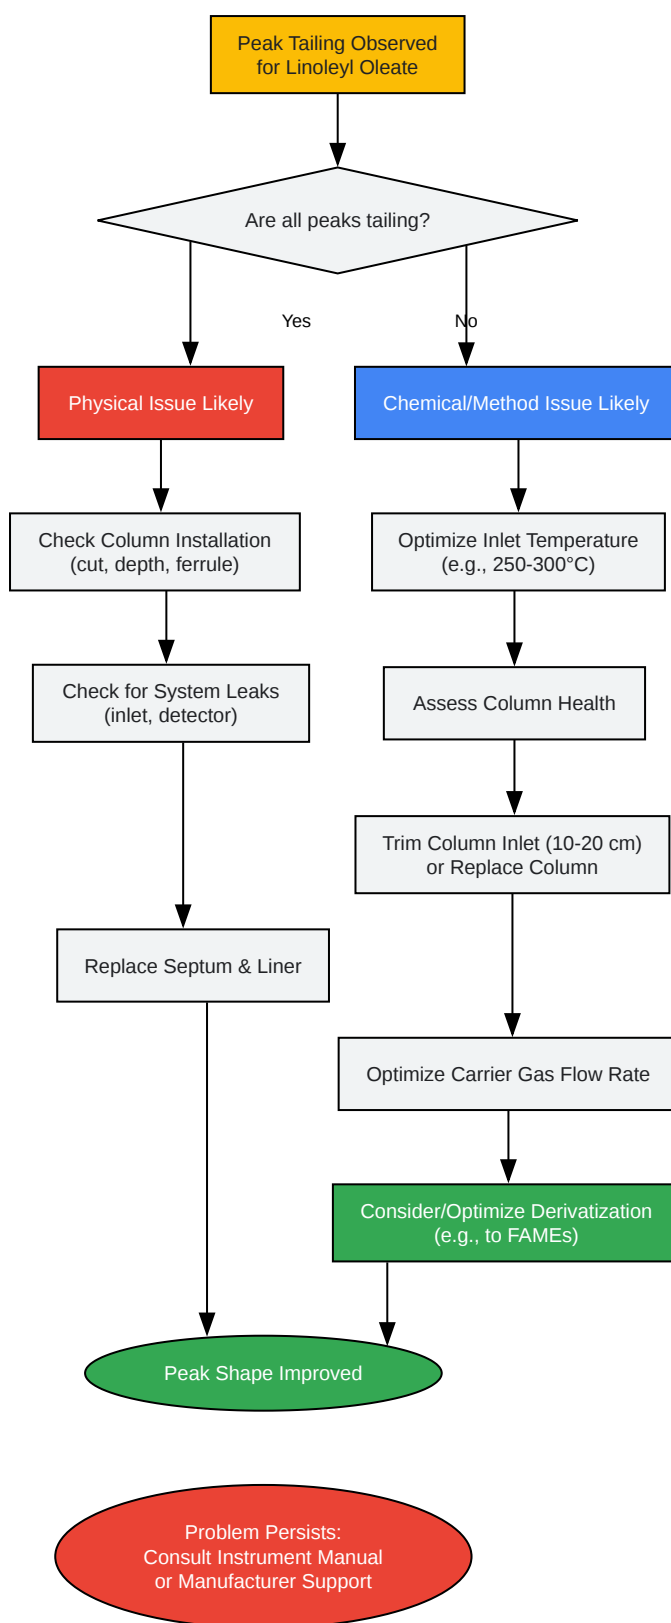 Peak Tailing Observed
for Linoleyl Oleate
Are all peaks tailing?
Yes
No
Physical Issue Likely
Chemical/Method Issue Likely
Check Column Installation
(cut, depth, ferrule)
Optimize Inlet Temperature
(e.g., 250-300°C)
Check for System Leaks
(inlet, detector)
Assess Column Health
Trim Column Inlet (10-20 cm)
or Replace Column
Replace Septum & Liner
Optimize Carrier Gas Flow Rate
Consider/Optimize Derivatization
(e.g., to FAMEs)
Peak Shape Improved
Problem Persists:
Consult Instrument Manual
or Manufacturer Support